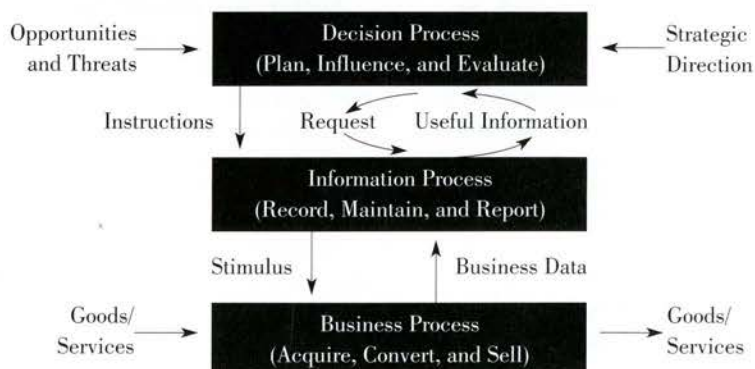 Opportunities
and Threats
Decision Process
(Plan, Influence, and Evaluate)
Strategic
Direction
Instructions
Request
Useful Information
Information Process
(Record, Maintain, and Report)
Stimulus
Business Data
Goods/
Services
Business Process
(Acquire, Convert, and Sell)
Goods/
Services